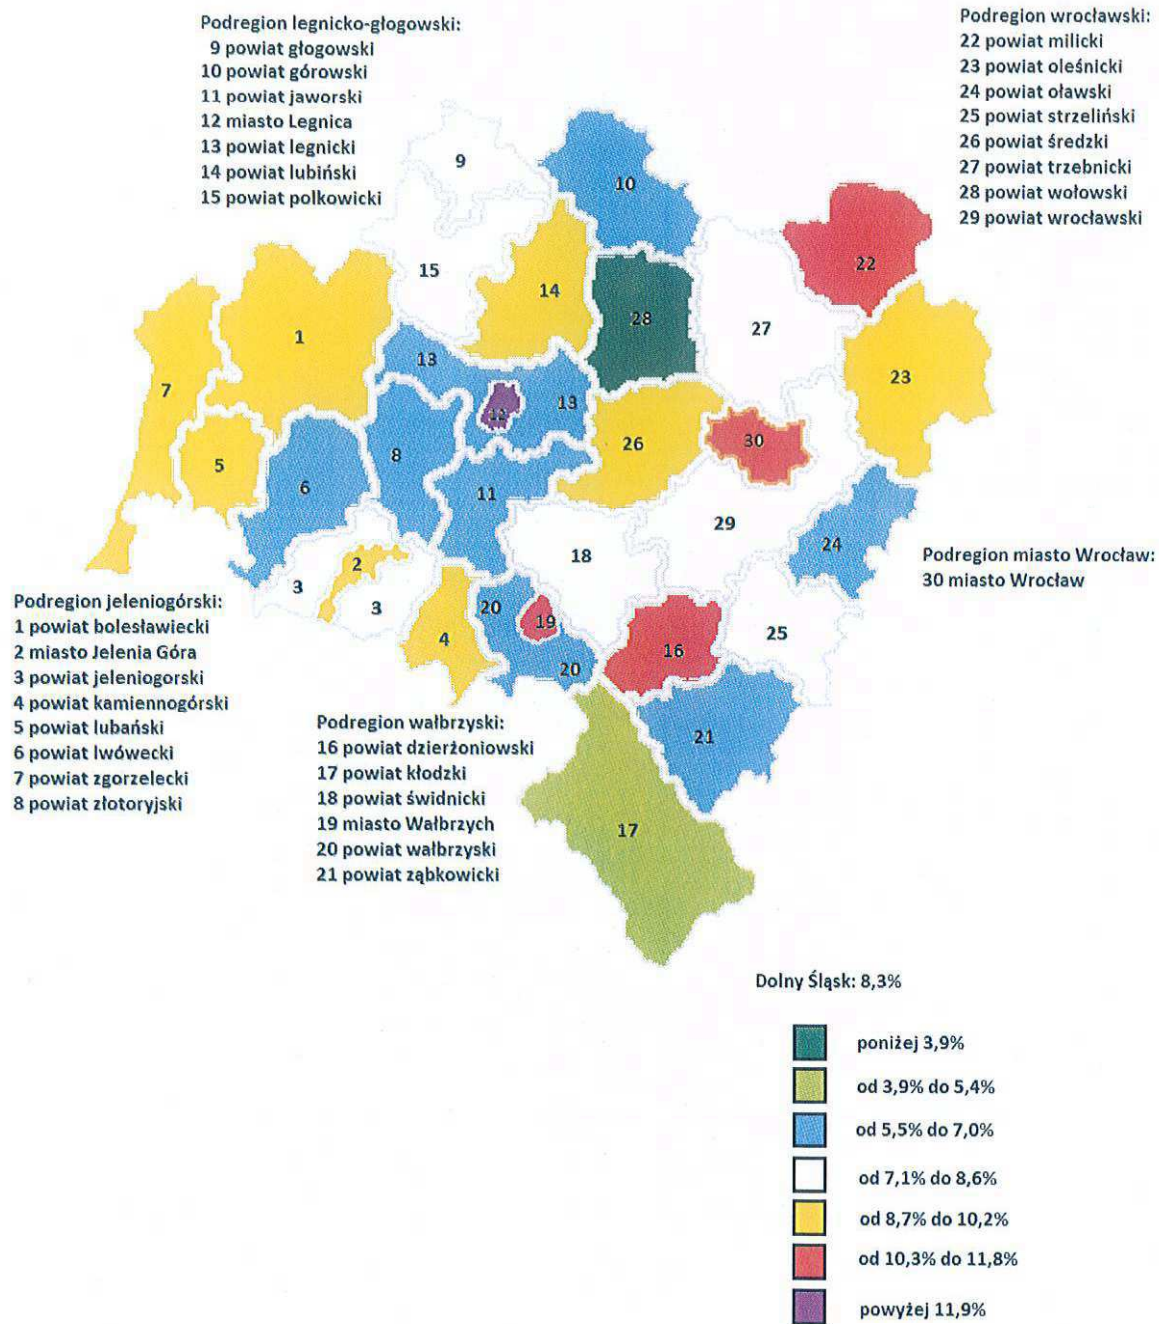 Podregion legnicko-głogowski:
9 powiat głogowski
10 powiat górowski
11 powiat jaworski
12 miasto Legnica
13 powiat legnicki
14 powiat lubiński
15 powiat polkowicki
Podregion wrocławski:
22 powiat milicki
23 powiat oleśnicki
24 powiat oławski
25 powiat strzeliński
26 powiat średzki
27 powiat trzebnicki
28 powiat wołowski
29 powiat wrocławski
9
10
22
15
14
28
27
1
13
23
7
12
13
26
30
5
8
6
11
29
18
24
2
3
3
20
19
25
4
16
20
21
17
Podregion miasto Wrocław:
30 miasto Wrocław
Podregion jeleniogórski:
1 powiat bolesławiecki
2 miasto Jelenia Góra
3 powiat jeleniogorski
4 powiat kamiennogórski
5 powiat lubański
6 powiat lwówecki
7 powiat zgorzelecki
8 powiat złotoryjski
Podregion wałbrzyski:
16 powiat dzierżoniowski
17 powiat kłodzki
18 powiat świdnicki
19 miasto Wałbrzych
20 powiat wałbrzyski
21 powiat ząbkowicki
Dolny Śląsk: 8,3%
poniżej 3,9%
od 3,9% do 5,4%
od 5,5% do 7,0%
od 7,1% do 8,6%
od 8,7% do 10,2%
od 10,3% do 11,8%
powyżej 11,9%